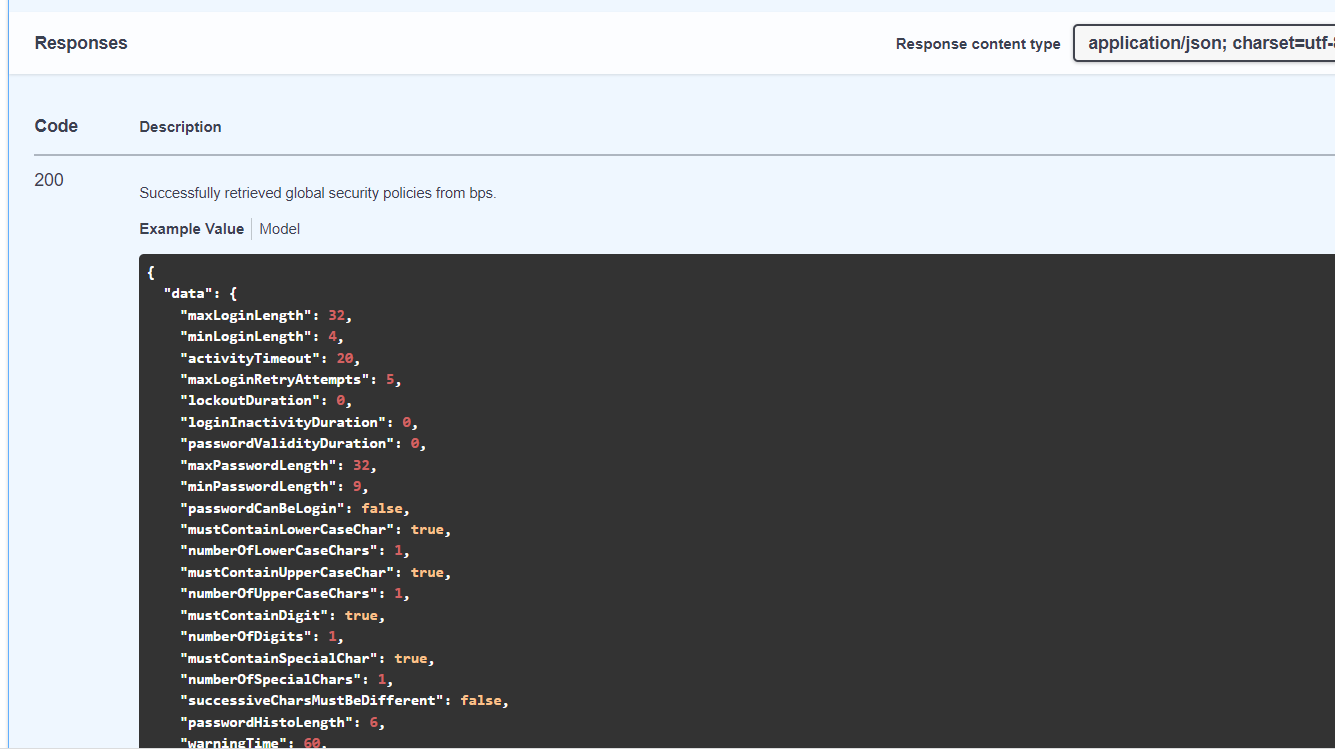 Responses
Response content type
application/json; charset=utf-
Code
Description
200
Successfully retrieved global security policies from bps.
Example Value
Model
{
"data": {
"maxLoginLength": 32,
"minLoginLength": 4,
"activityTimeout": 20,
"maxLoginRetryAttempts": 5,
"lockoutDuration": 0,
"loginInactivityDuration": 0,
"passwordValidityDuration": 0,
"maxPasswordLength": 32,
"minPasswordLength": 9,
"passwordCanBeLogin": false,
"mustContainLowerCaseChar": true,
"numberOfLowerCaseChars": 1,
"mustContainUpperCaseChar": true,
"numberOfUpperCaseChars": 1,
"mustContainDigit": true,
"numberOfDigits": 1,
"mustContainSpecialChar": true,
"numberOfSpecialChars": 1,
"successiveCharsMustBeDifferent": false,
"passwordHistoLength": 6,
"warningTime": 60,